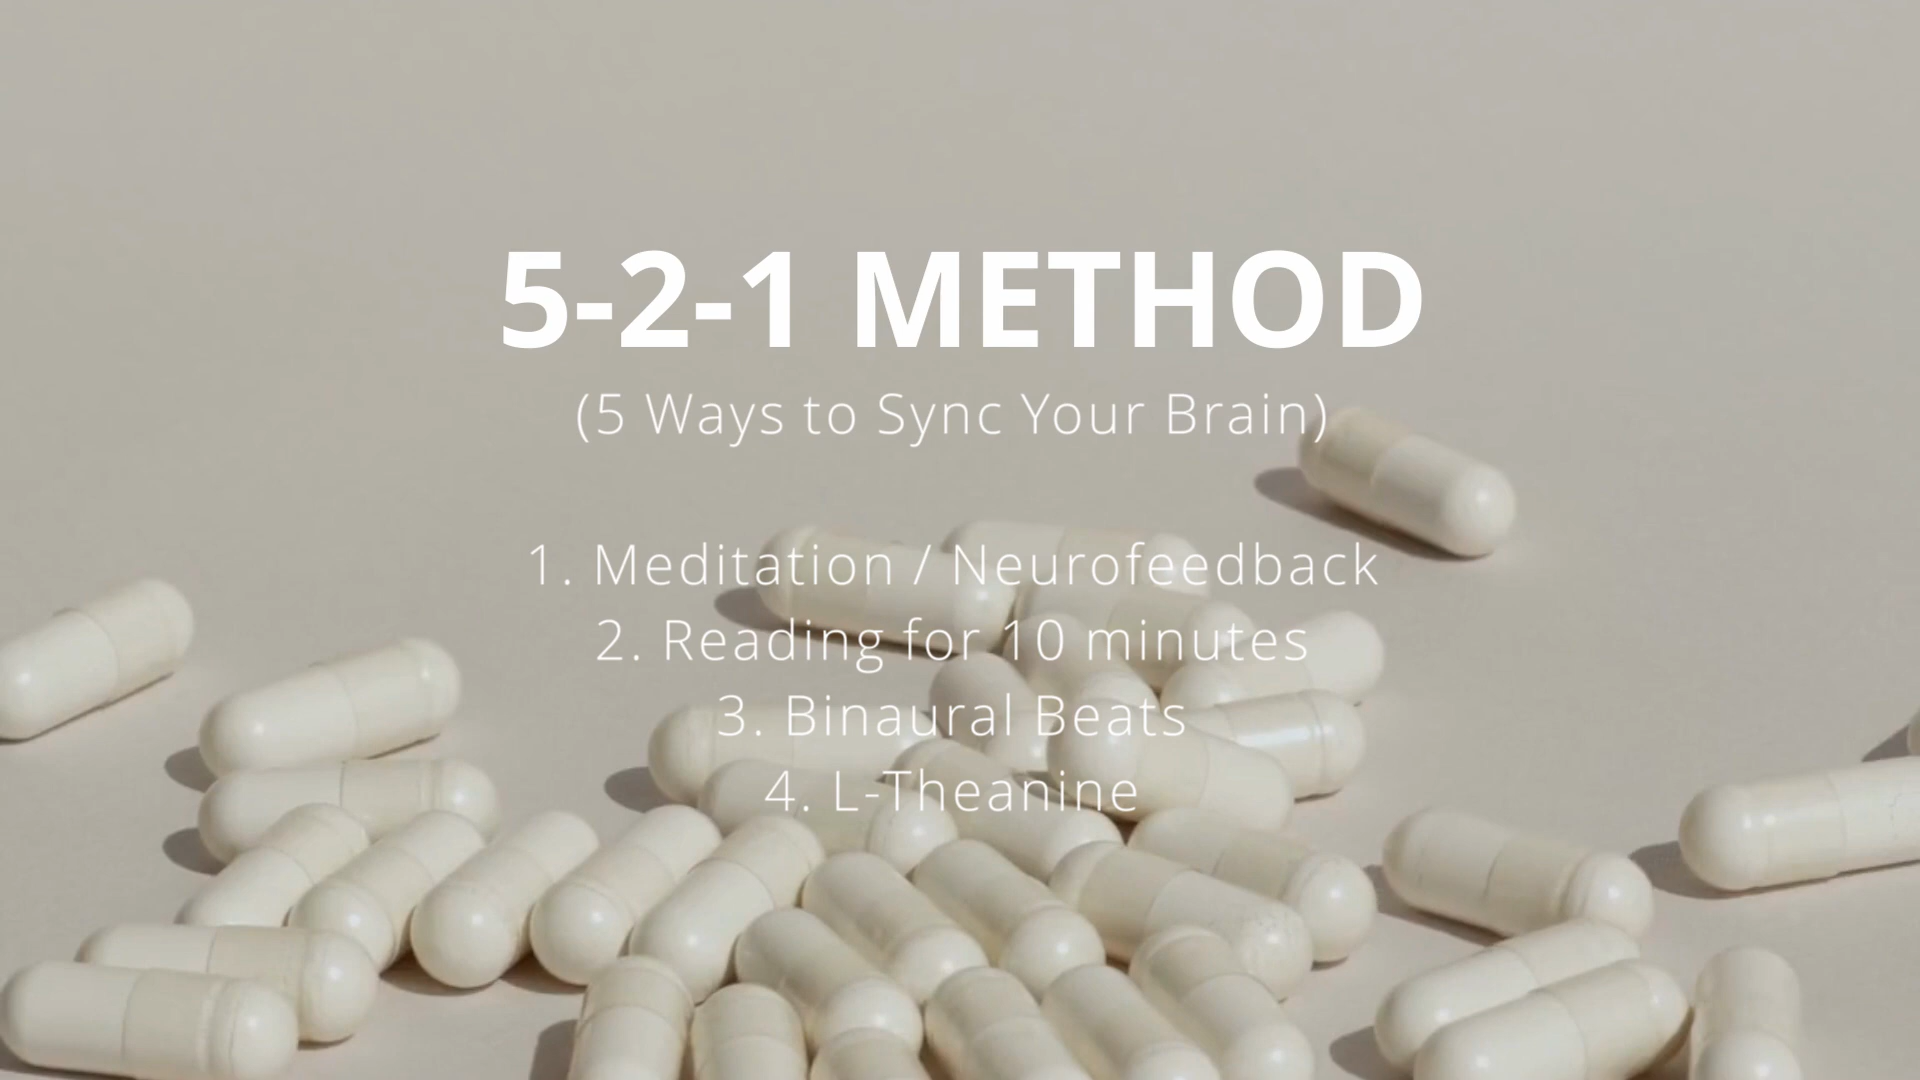 5-2-1 METHOD
(5 Ways to Sync Your Brain)
1. Meditation / Neurofeedback
2. Reading for 10 minutes
3. Binaural Beats
4. L-Theanine